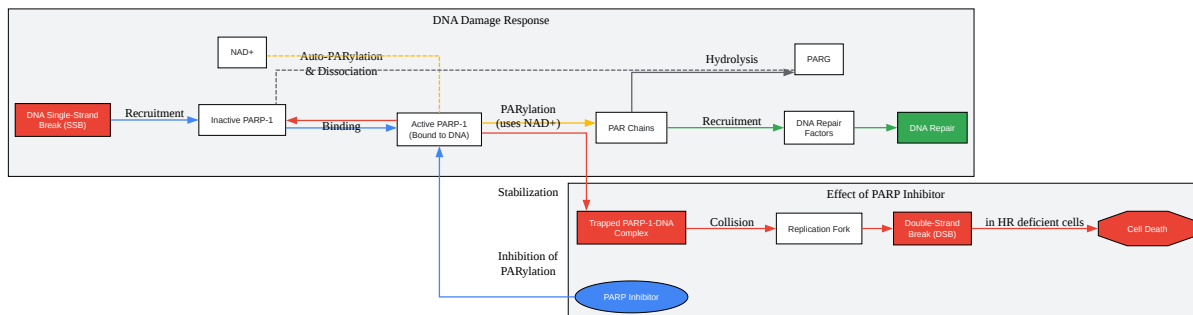 DNA Damage Response
NAD+
Auto-PARylation
& Dissociation
Hydrolysis
PARG
DNA Single-Strand
Break (SSB)
Recruitment
Inactive PARP-1
Binding
Active PARP-1
(Bound to DNA)
PARylation
(uses NAD+)
PAR Chains
Recruitment
DNA Repair
Factors
DNA Repair
Stabilization
Effect of PARP Inhibitor
Trapped PARP-1-DNA
Complex
Collision
Replication Fork
Double-Strand
Break (DSB)
in HR deficient cells
Cell Death
Inhibition of
PARylation
PARP Inhibitor